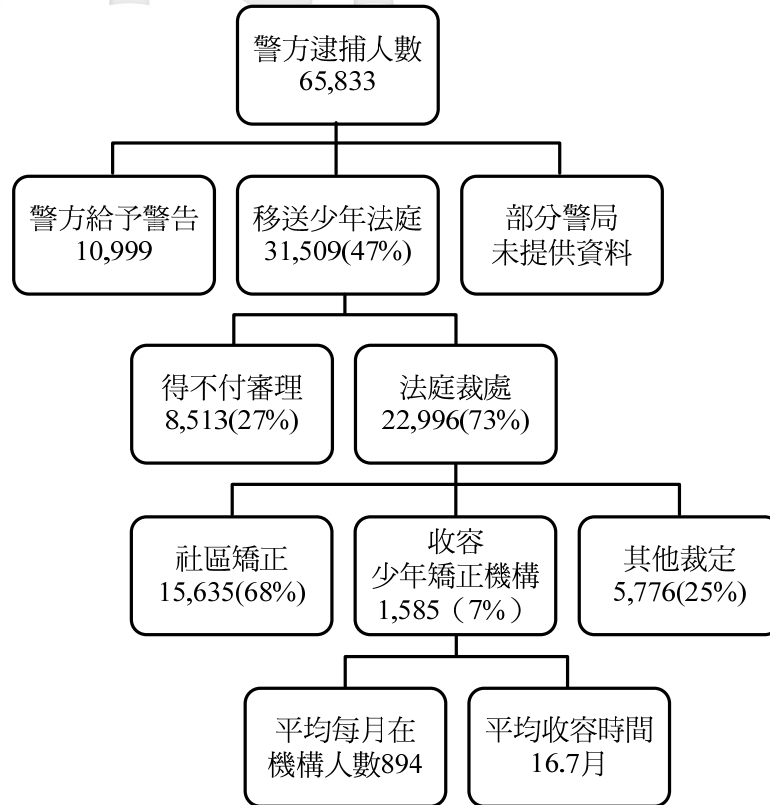 警方逮捕人數
65,833
警方給予警告
10,999
移送少年法庭
31,509(47%)
部分警局
未提供資料
得不付審理
8,513(27%)
法庭裁處
22,996(73%)
社區矯正
15,635(68%)
收容
少年矯正機構
1,585（7%）
其他裁定
5,776(25%)
平均每月在
機構人數894
平均收容時間
16.7月